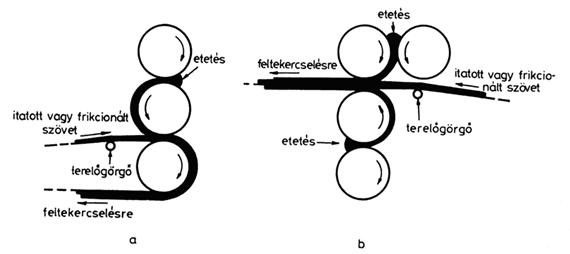 etetés
itatott vagy frikcionált
szövet
terelőgörgő
feltekercselésre
a
etetés
feltekercselésre
itatott vagy frikcio-
nált szövet
terelőgörgő
etetés
b